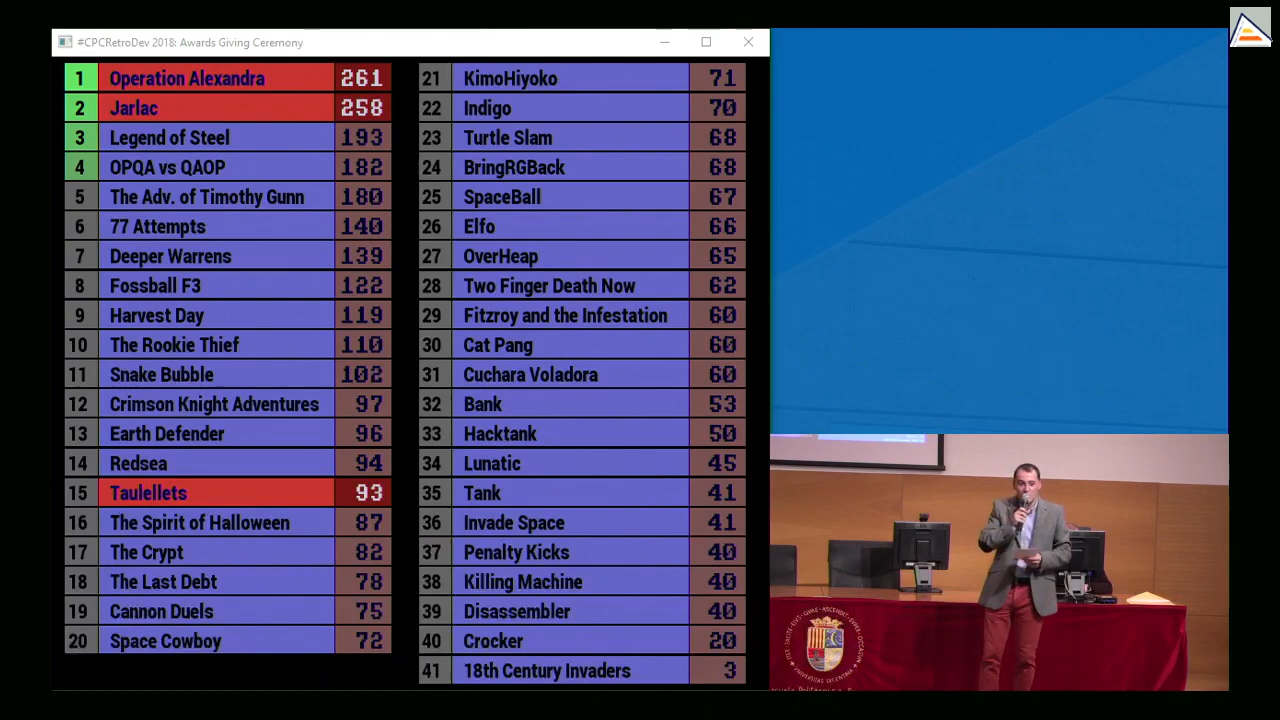 #CPCRetroDev 2018: Awards Giving Ceremony
1 Operation Alexandra 261
2 Jarlac 258
3 Legend of Steel 193
4 OPQA vs QAOP 182
5 The Adv. of Timothy Gunn 180
6 77 Attempts 140
7 Deeper Warrens 139
8 Fossball F3 122
9 Harvest Day 119
10 The Rookie Thief 110
11 Snake Bubble 102
12 Crimson Knight Adventures 97
13 Earth Defender 96
14 Redsea 94
15 Taulellets 93
16 The Spirit of Halloween 87
17 The Crypt 82
18 The Last Debt 78
19 Cannon Duels 75
20 Space Cowboy 72
21 KimoHiyoko 71
22 Indigo 70
23 Turtle Slam 68
24 BringRGBack 68
25 SpaceBall 67
26 Elfo 66
27 OverHeap 65
28 Two Finger Death Now 62
29 Fitzroy and the Infestation 60
30 Cat Pang 60
31 Cuchara Voladora 60
32 Bank 53
33 Hacktank 50
34 Lunatic 45
35 Tank 41
36 Invade Space 41
37 Penalty Kicks 40
38 Killing Machine 40
39 Disassembler 40
40 Crocker 20
41 18th Century Invaders 3